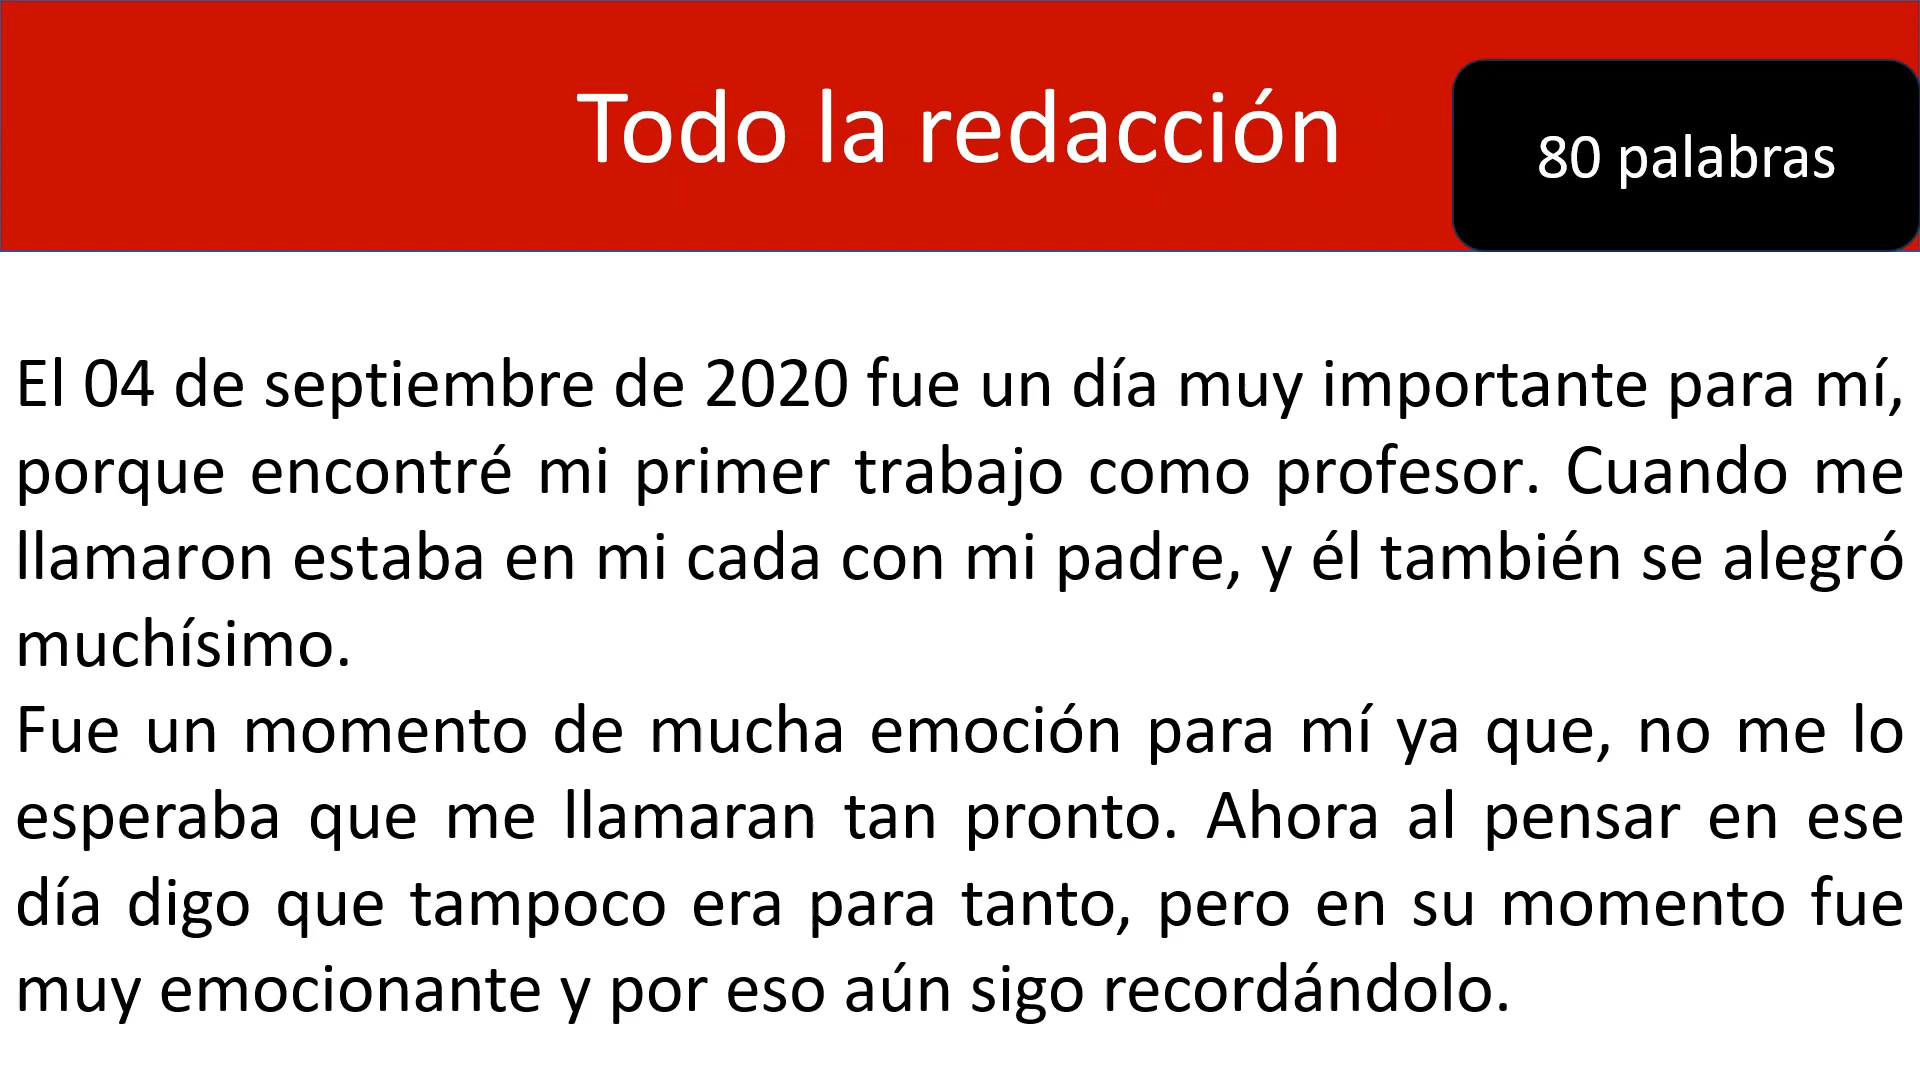 Todo la redacción
80 palabras
El 04 de septiembre de 2020 fue un día muy importante para mí,
porque encontré mi primer trabajo como profesor. Cuando me
llamaron estaba en mi cada con mi padre, y él también se alegró
muchísimo.
Fue un momento de mucha emoción para mí ya que, no me lo
esperaba que me llamaran tan pronto. Ahora al pensar en ese
día digo que tampoco era para tanto, pero en su momento fue
muy emocionante y por eso aún sigo recordándolo.